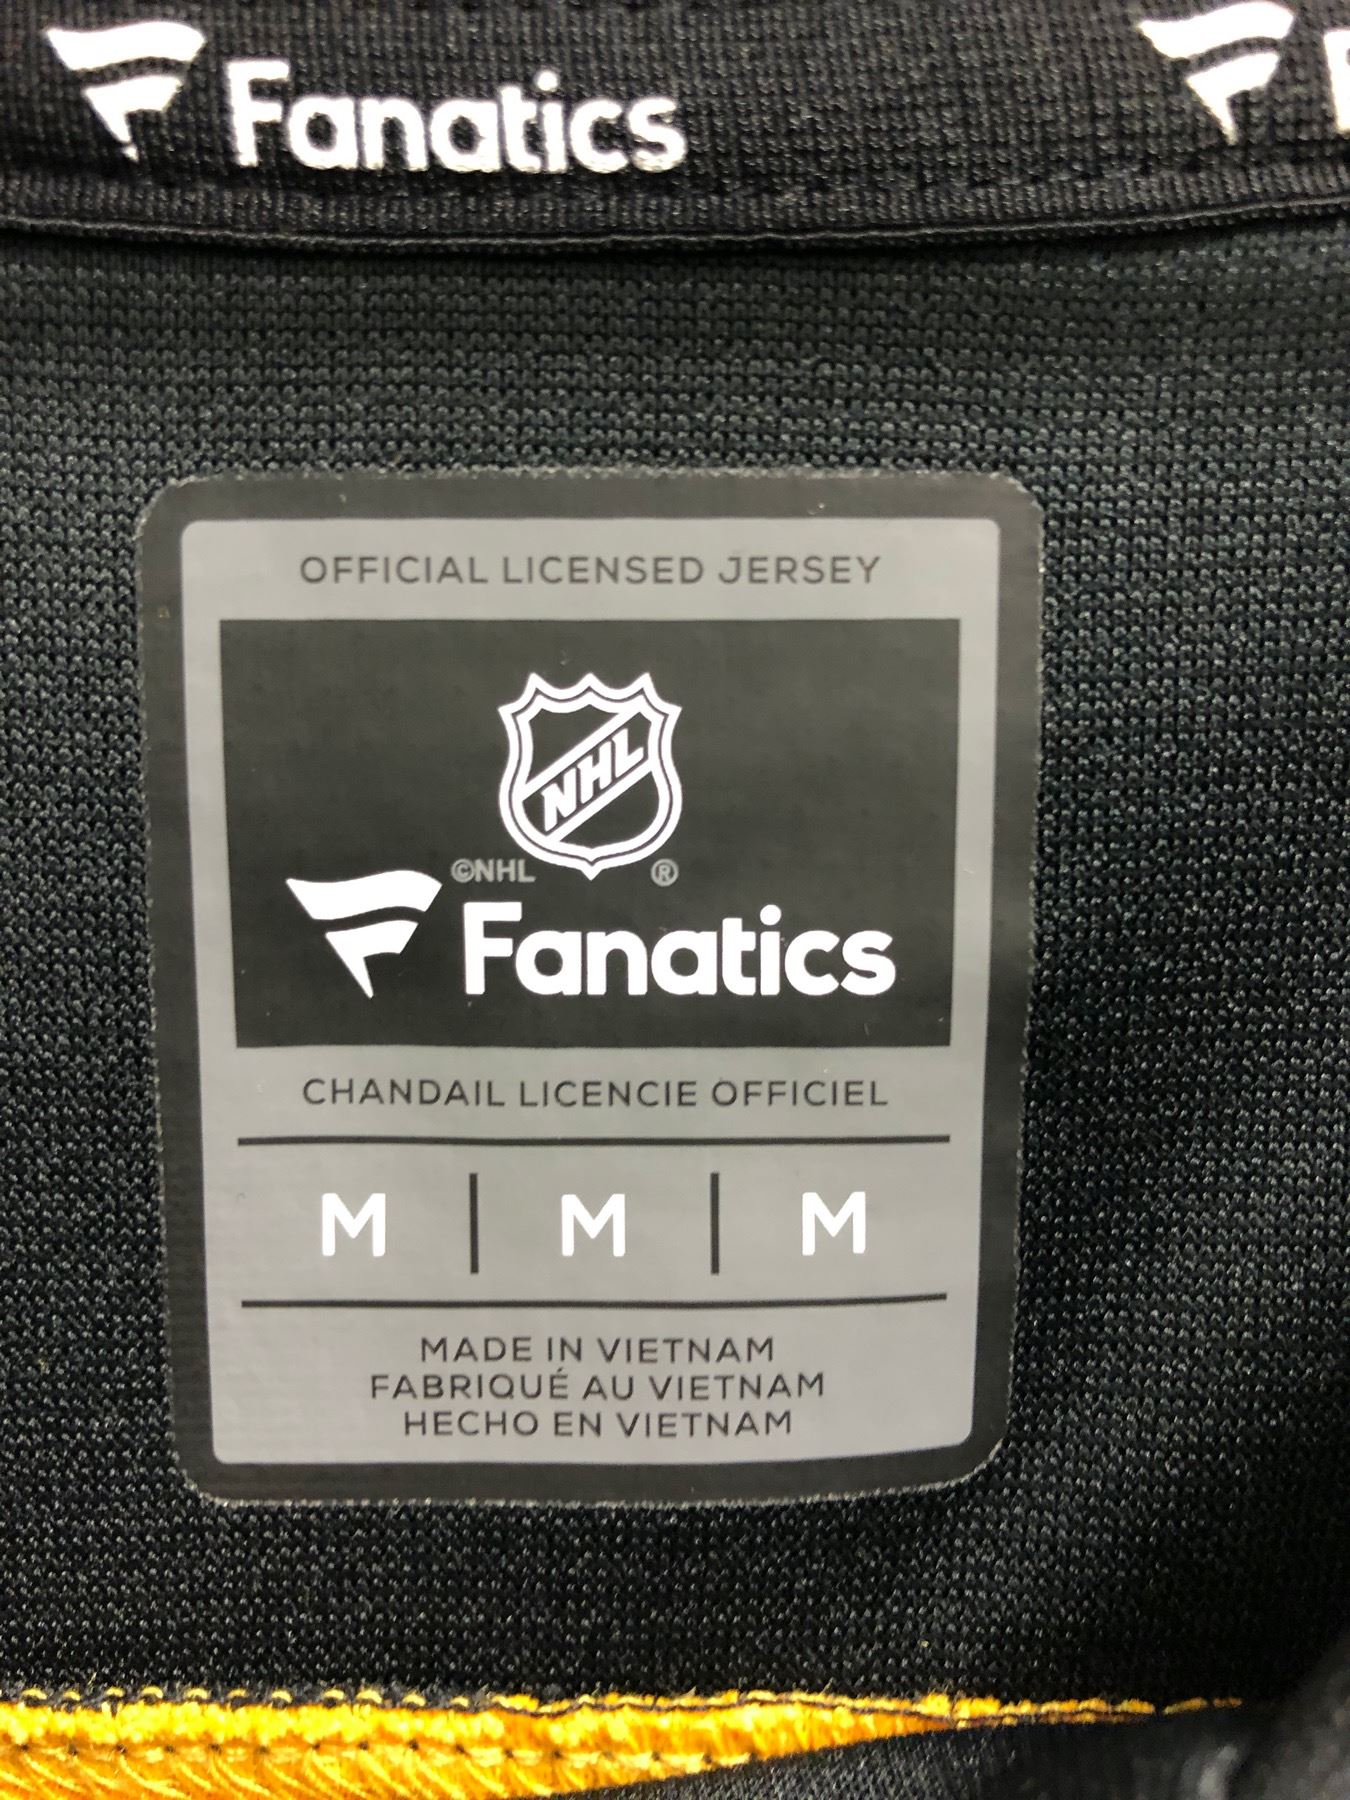 Fanatics
OFFICIAL LICENSED JERSEY
NHL
©NHL ®
Fanatics
CHANDAIL LICENCIE OFFICIEL
M | M | M
MADE IN VIETNAM
FABRIQUÉ AU VIETNAM
HECHO EN VIETNAM